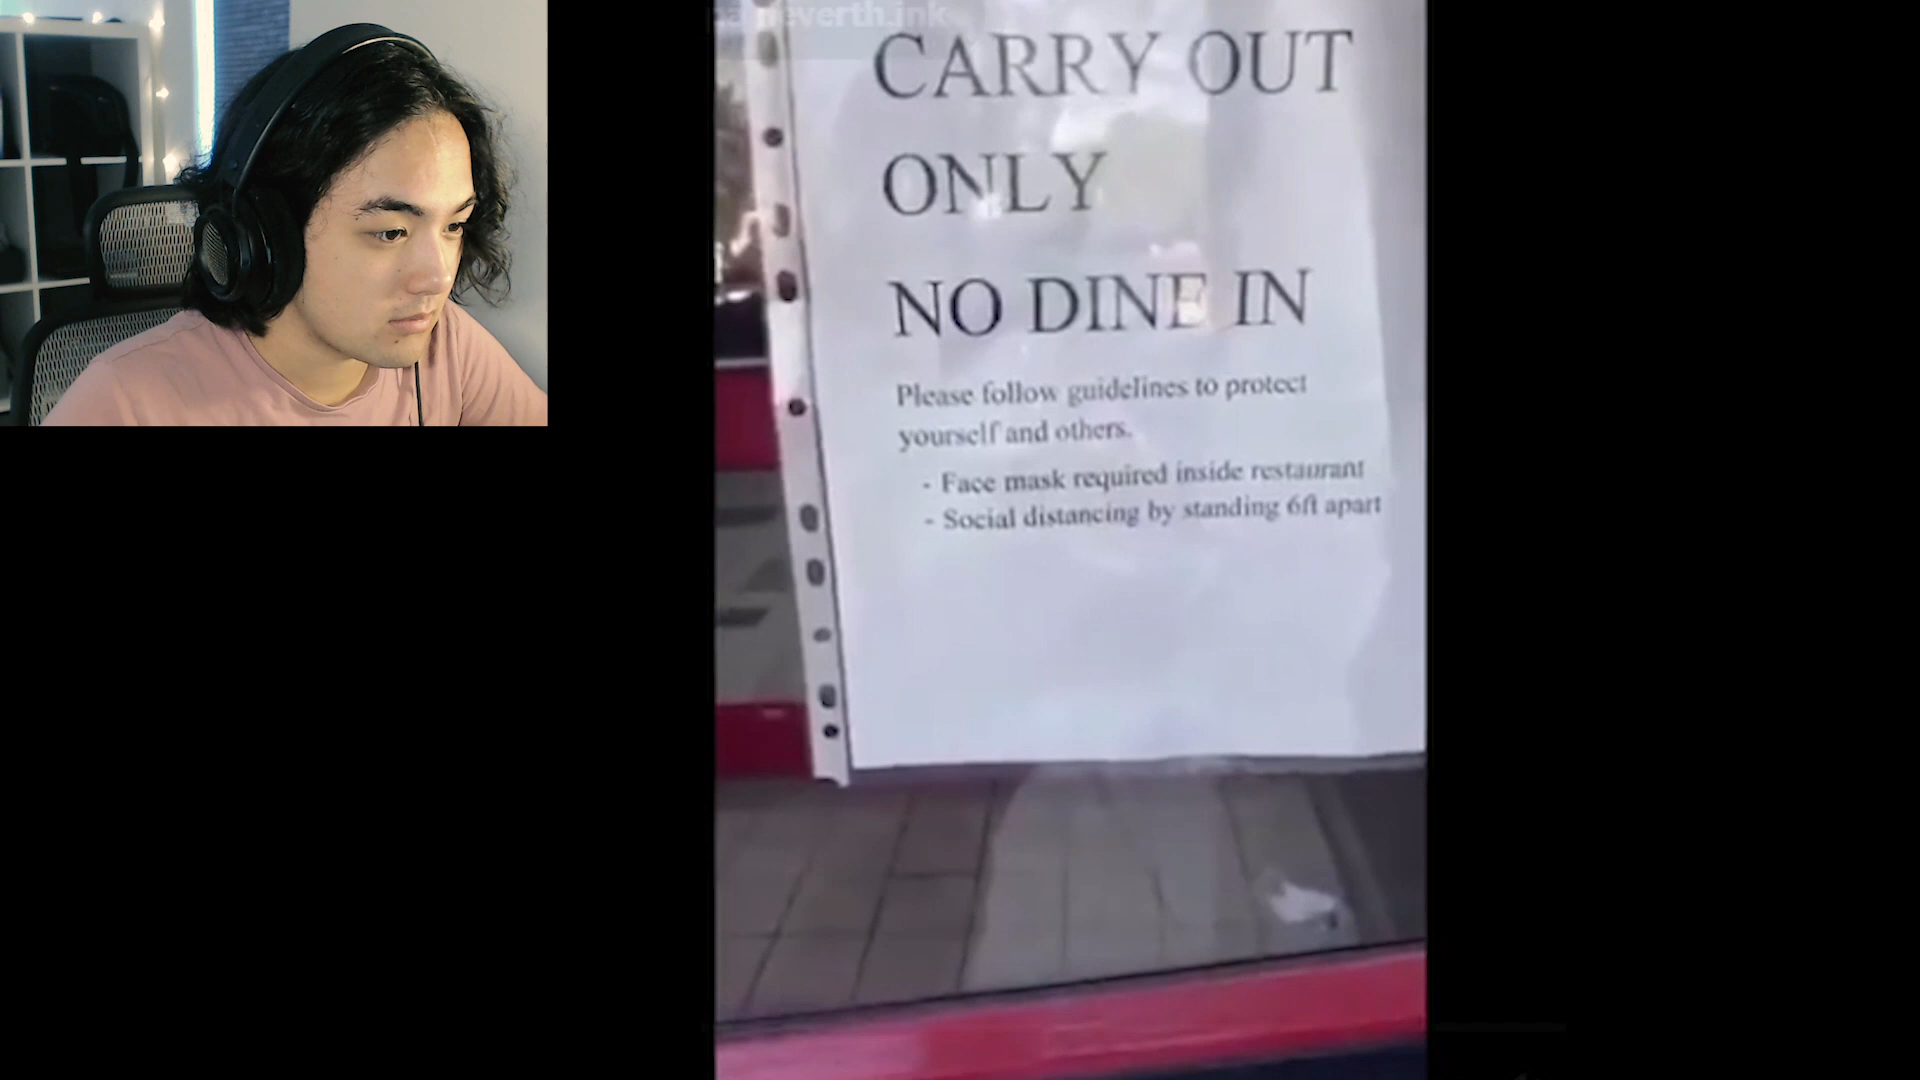 CARRY OUT
ONLY
NO DINE IN
Please follow guidelines to protect
yourself and others.
- Face mask required inside restaurant
- Social distancing by standing 6ft apart